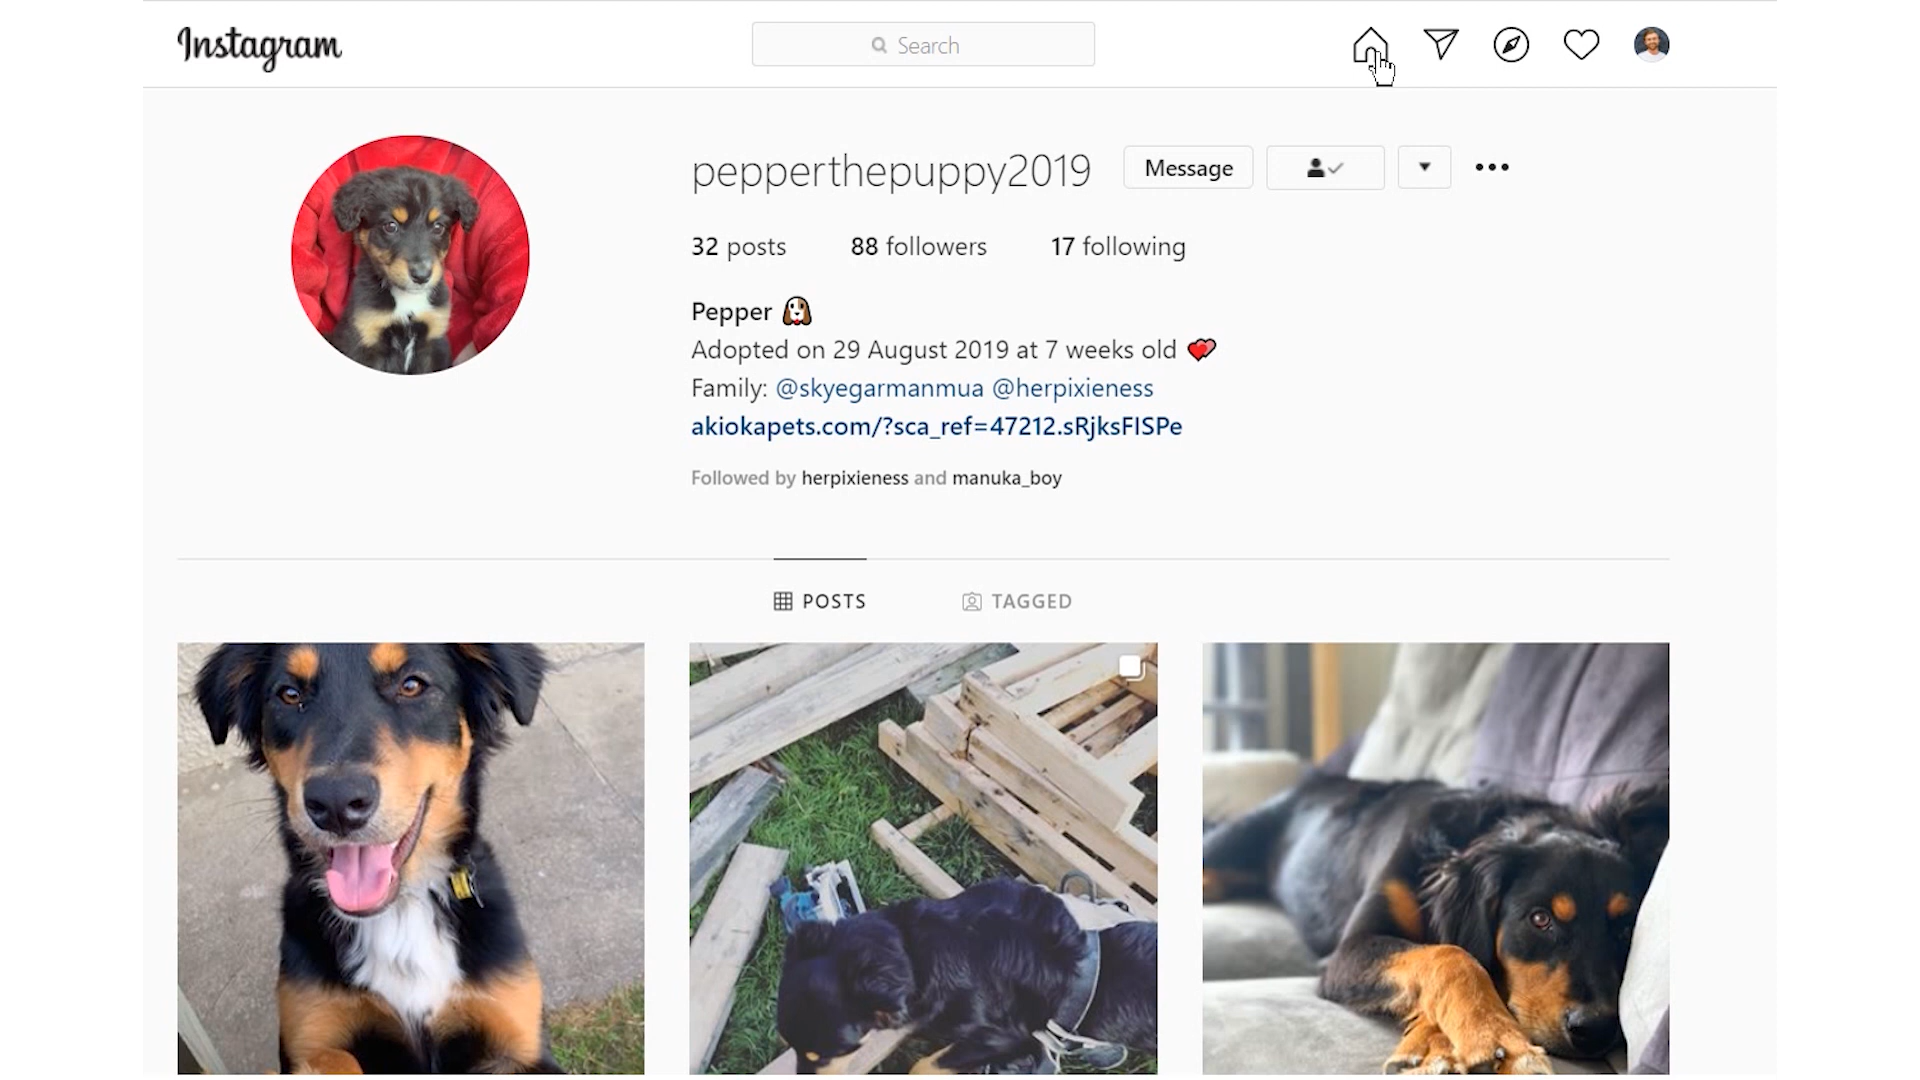 Instagram
Search
pepperthepuppy2019
Message
32 posts 88 followers 17 following
Pepper
Adopted on 29 August 2019 at 7 weeks old
Family: @skyegarmanmua @herpixieness
akiokapets.com/?sca_ref=47212.sRjksFISPe
Followed by herpixieness and manuka_boy
POSTS TAGGED